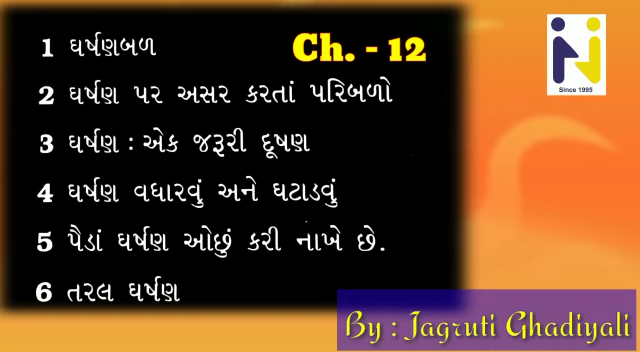 Ch. - 12
1 ઘર્ષણબળ
2 ઘર્ષણ પર અસર કરતાં પરિબળો
3 ઘર્ષણ : એક જરૂરી દૂષણ
4 ઘર્ષણ વધારવું અને ઘટાડવું
5 પૈડાં ઘર્ષણ ઓછું કરી નાખે છે.
6 તરલ ઘર્ષણ
Since 1995
By : Jagruti Ghadiyali